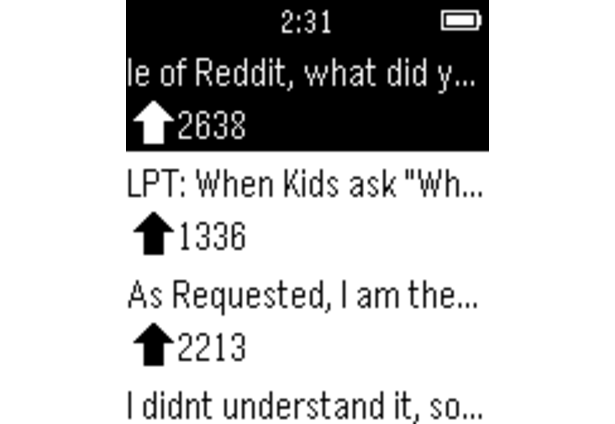 2:31
le of Reddit, what did y...
2638
LPT: When Kids ask "Wh...
1336
As Requested, I am the...
2213
I didnt understand it, so...